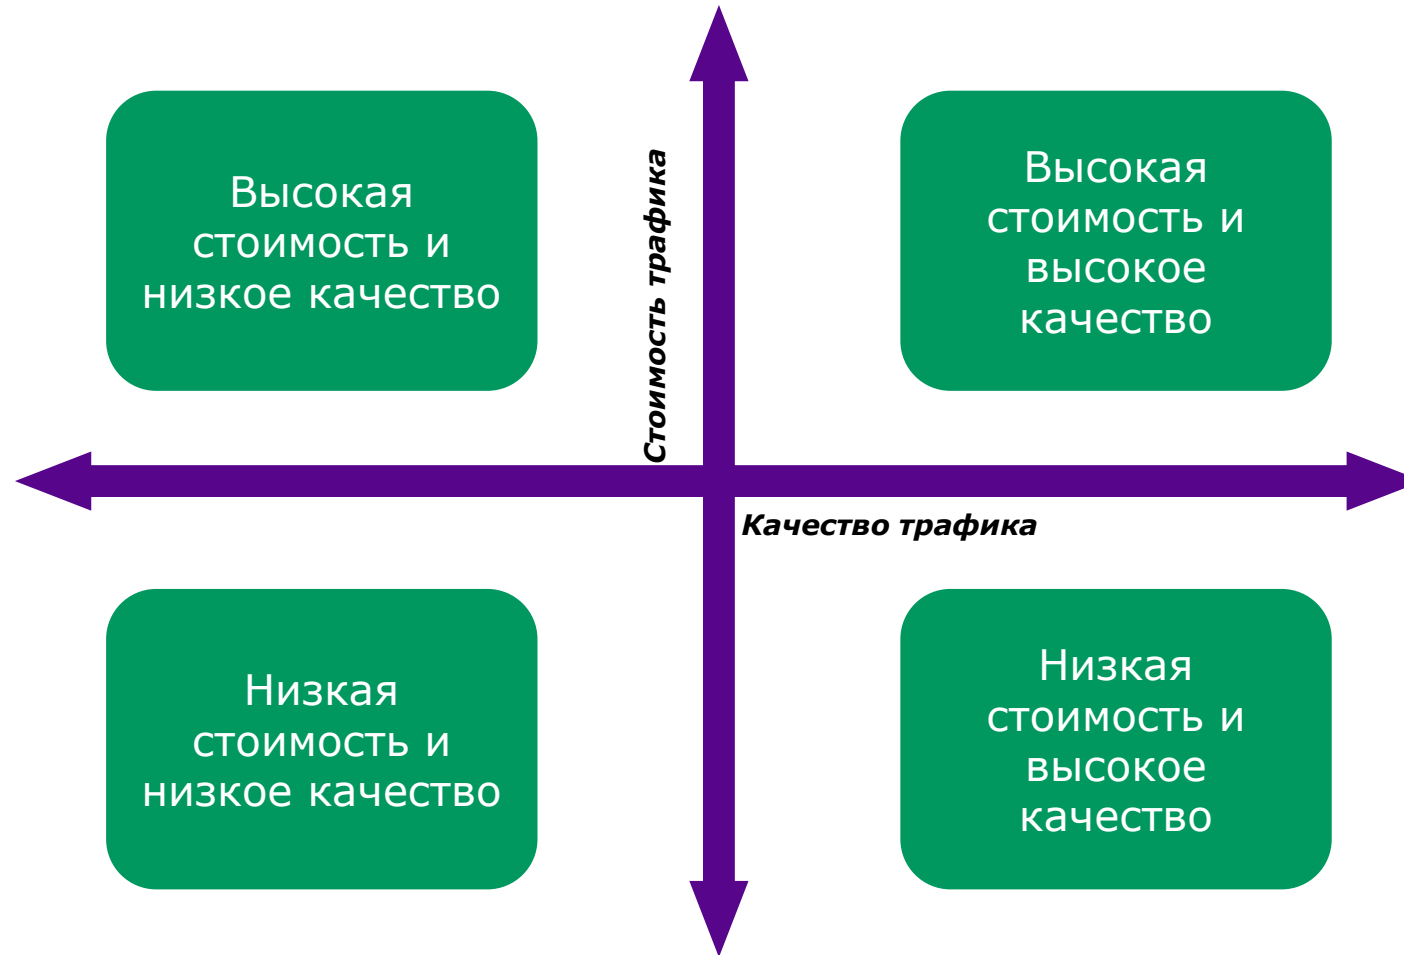 Высокая
стоимость и
низкое качество
Высокая
стоимость и
высокое
качество
Стоимость трафика
Качество трафика
Низкая
стоимость и
низкое качество
Низкая
стоимость и
высокое
качество